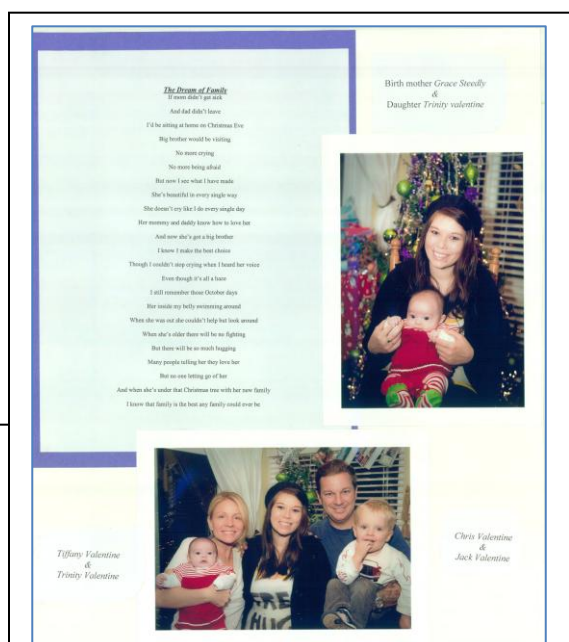 The Dream of Family
If mom didn't get sick
And dad didn't leave
I'd be sitting at home on Christmas Eve
Big brother would be visiting
No more crying
No more being afraid
But now I see what I have made
She's beautiful in every single way
She doesn't cry like I do every single day
Her mommy and daddy know how to love her
And now she's got a big brother
I know I make the best choice
Though I couldn't stop crying when I heard her voice
Even though it's all a haze
I still remember those October days
Her inside my belly swimming around
When she was out she couldn't help but look around
When she's older there will be no fighting
But there will be so much hugging
Many people telling her they love her
But no one letting go of her
And when she's under that Christmas tree with her new family
I know that family is the best any family could ever be
Birth mother Grace Steedly
&
Daughter Trinity valentine
Tiffany Valentine
&
Trinity Valentine
FREE
HUG
Chris Valentine
&
Jack Valentine